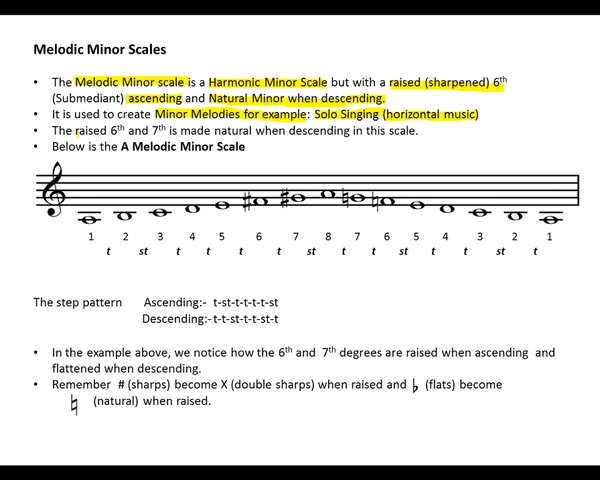 Melodic Minor Scales
• The Melodic Minor scale is a Harmonic Minor Scale but with a raised (sharpened) 6th
(Submediant) ascending and Natural Minor when descending.
• It is used to create Minor Melodies for example: Solo Singing (horizontal music)
• The raised 6th and 7th is made natural when descending in this scale.
• Below is the A Melodic Minor Scale
1 2 3 4 5 6 7 8 7 6 5 4 3 2 1
t st t t t t st t t st t t st t
The step pattern Ascending:- t-st-t-t-t-t-st
Descending:-t-t-st-t-t-st-t
• In the example above, we notice how the 6th and 7th degrees are raised when ascending and
flattened when descending.
• Remember # (sharps) become X (double sharps) when raised and ♭ (flats) become
♮ (natural) when raised.